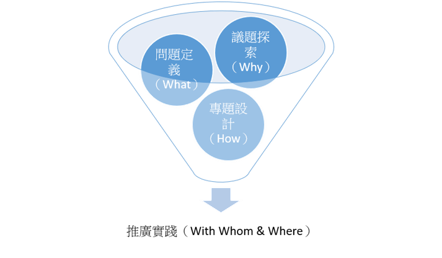 問題定
義
（What）
議題探
索
（Why）
專題設
計
（How）
推廣實踐（With Whom & Where）